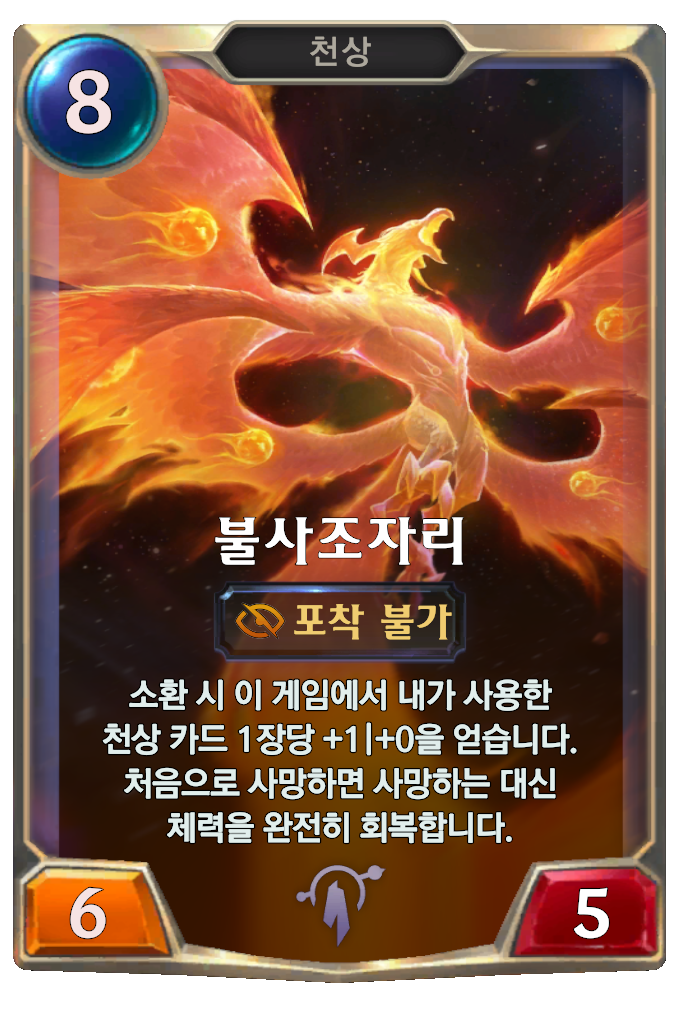 천상
8
불사조자리
포착 불가
소환 시 이 게임에서 내가 사용한
천상 카드 1장당 +1|+0을 얻습니다.
처음으로 사망하면 사망하는 대신
체력을 완전히 회복합니다.
6
5